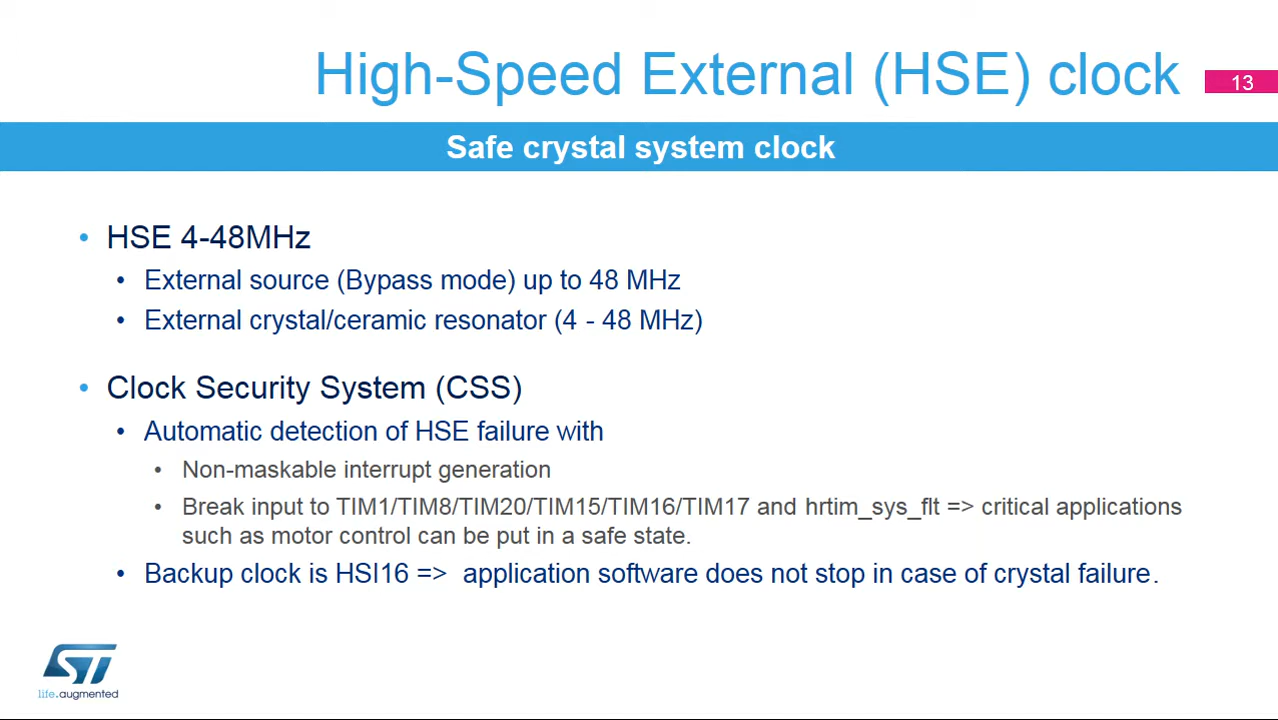 High-Speed External (HSE) clock
13
Safe crystal system clock
• HSE 4-48MHz
• External source (Bypass mode) up to 48 MHz
• External crystal/ceramic resonator (4 - 48 MHz)
• Clock Security System (CSS)
• Automatic detection of HSE failure with
• Non-maskable interrupt generation
• Break input to TIM1/TIM8/TIM20/TIM15/TIM16/TIM17 and hrtim_sys_flt => critical applications
such as motor control can be put in a safe state.
• Backup clock is HSI16 => application software does not stop in case of crystal failure.
ST
life.augmented